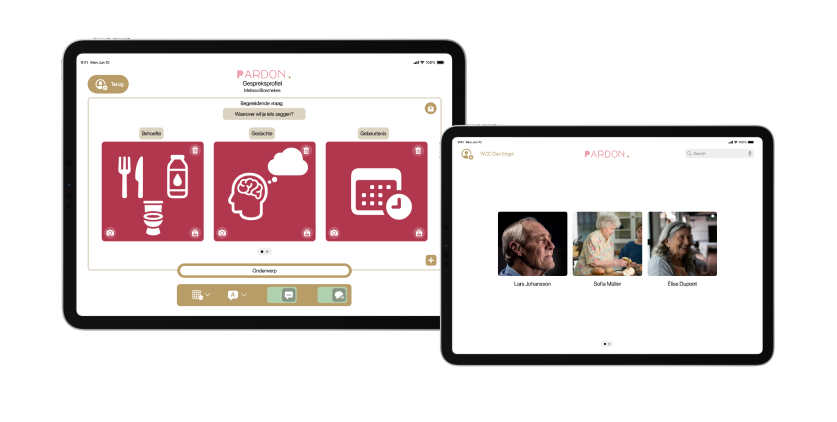 9:41 Mon Jun 10
100%
Terug
PARDON.
Gespreksprofiel
Melissa Bloemekes
Begeleidende vraag:
Waarover wil je iets zeggen?
Behoefte
Gedachte
Gebeurtenis
Onderwerp
A
9:41 Mon Jun 10
100%
WZC Den Engel
PARDON.
Search
Lars Johansson
Sofia Müller
Élise Dupont